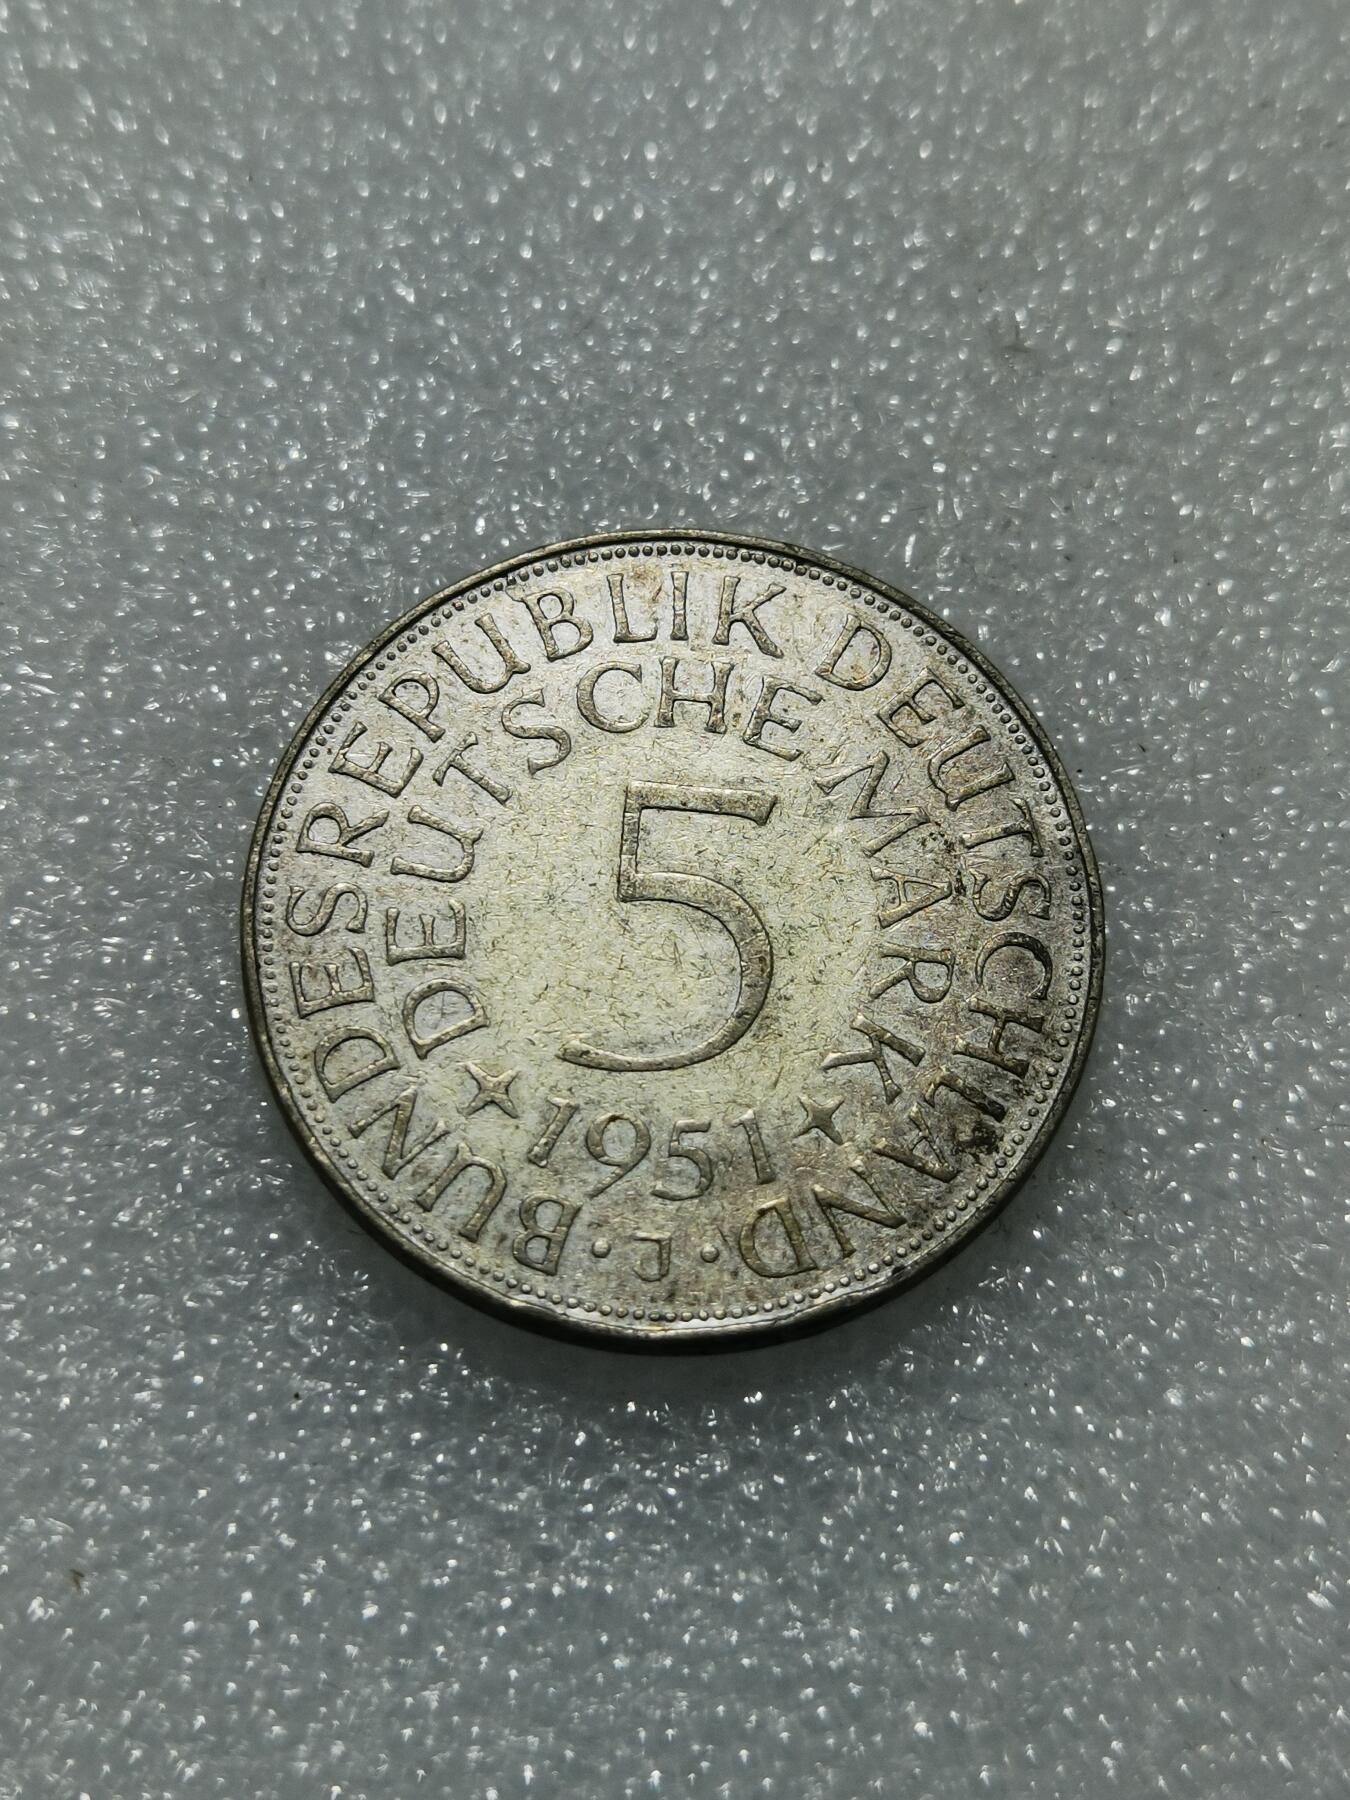 BUNDESREPUBLIK DEUTSCHLAND
DEUTSCHE MARK
5
1951
· J ·